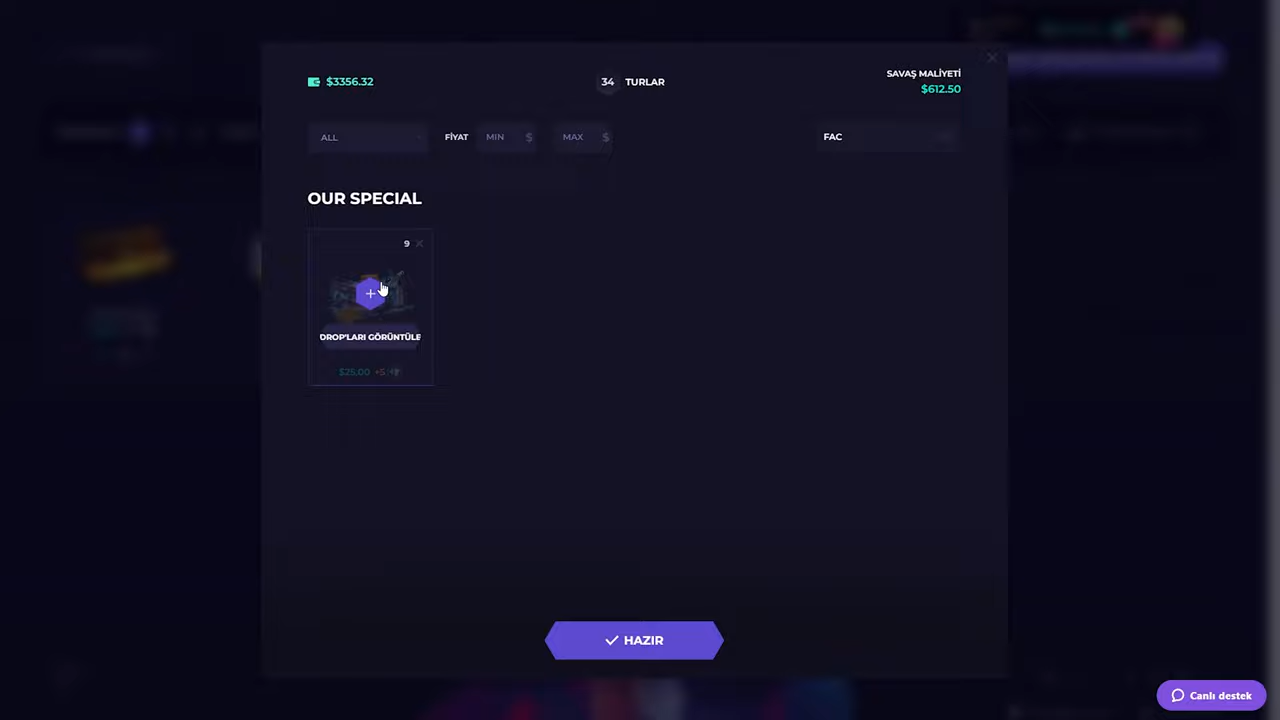 $3356.32
34 TURLAR
SAVAŞ MALİYETİ
$612.50
ALL
FİYAT
MIN $
MAX $
FAC
OUR SPECIAL
9
DROP'LARI GÖRÜNTÜLE
$25.00
HAZIR
Canlı destek